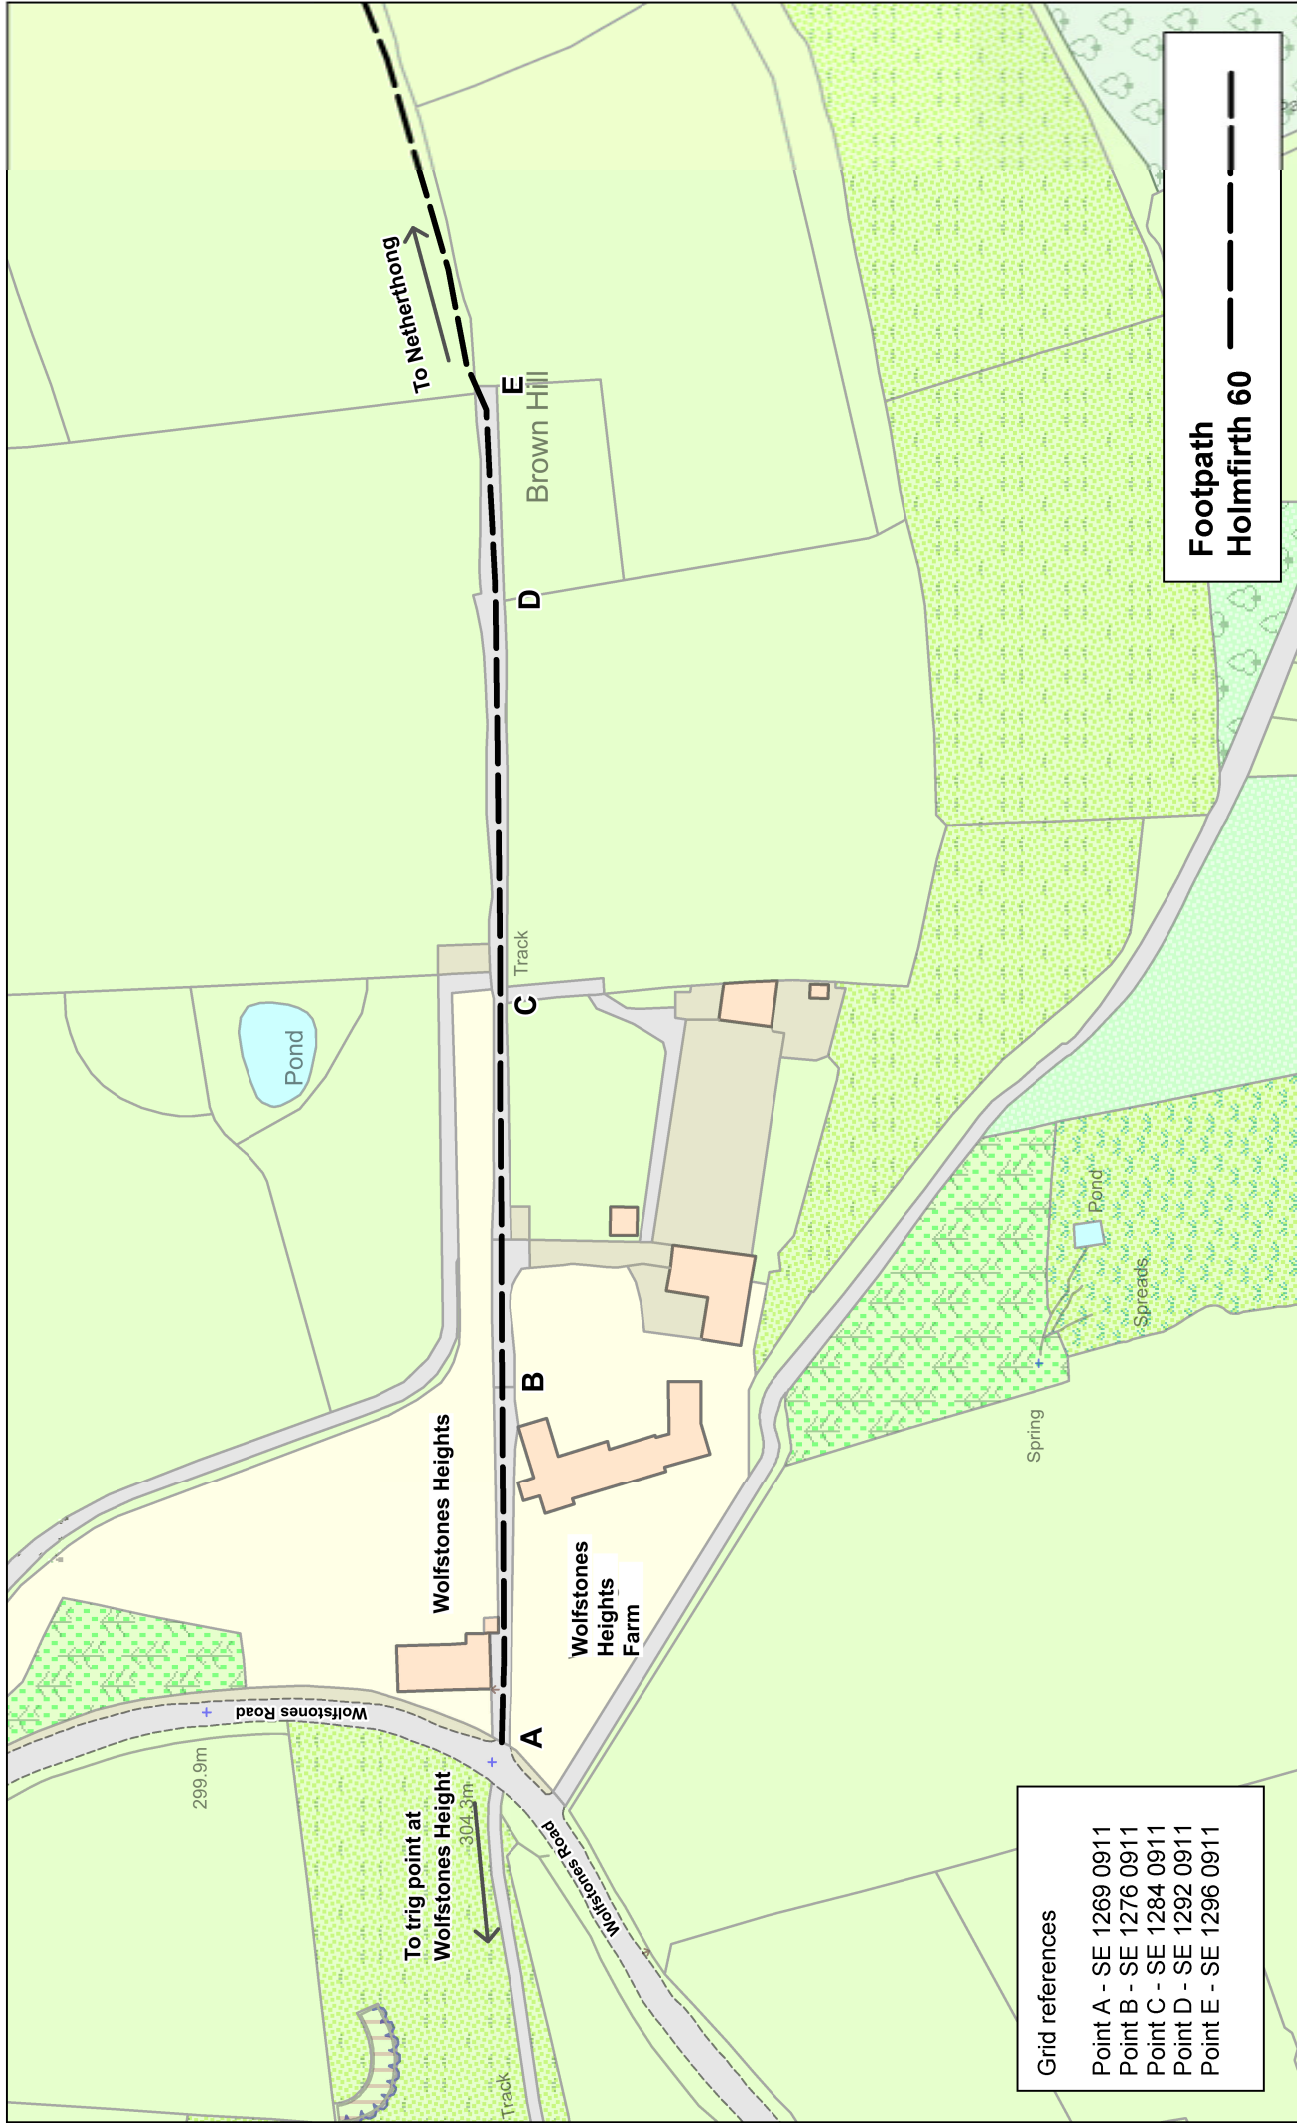 To trig point at
Wolfstones Height
304.3m
299.9m
Track
Wolfstones Road
Wolfstones Road
A
Wolfstones Heights
Wolfstones
Heights
Farm
B
Pond
C
Track
D
E
Brown Hill
To Netherthong
Spring
Spreads
Pond
Grid references
Point A - SE 1269 0911
Point B - SE 1276 0911
Point C - SE 1284 0911
Point D - SE 1292 0911
Point E - SE 1296 0911
Footpath
Holmfirth 60